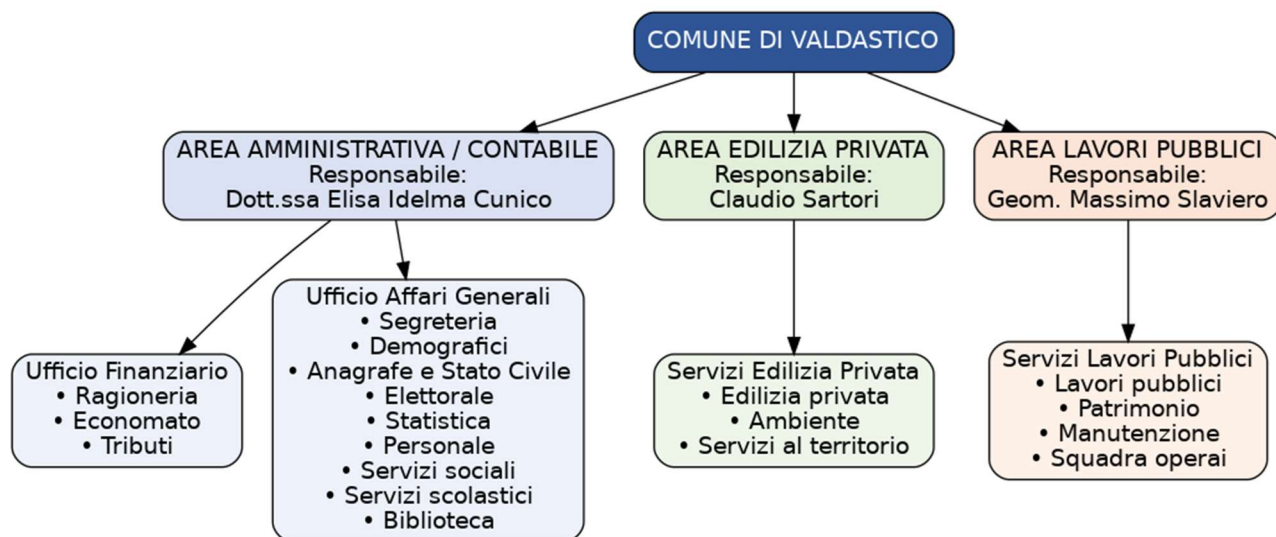 COMUNE DI VALDASTICO
AREA AMMINISTRATIVA / CONTABILE
Responsabile:
Dott.ssa Elisa Idelma Cunico
AREA EDILIZIA PRIVATA
Responsabile:
Claudio Sartori
AREA LAVORI PUBBLICI
Responsabile:
Geom. Massimo Slaviero
Ufficio Finanziario
• Ragioneria
• Economato
• Tributi
Ufficio Affari Generali
• Segreteria
• Demografici
• Anagrafe e Stato Civile
• Elettorale
• Statistica
• Personale
• Servizi sociali
• Servizi scolastici
• Biblioteca
Servizi Edilizia Privata
• Edilizia privata
• Ambiente
• Servizi al territorio
Servizi Lavori Pubblici
• Lavori pubblici
• Patrimonio
• Manutenzione
• Squadra operai